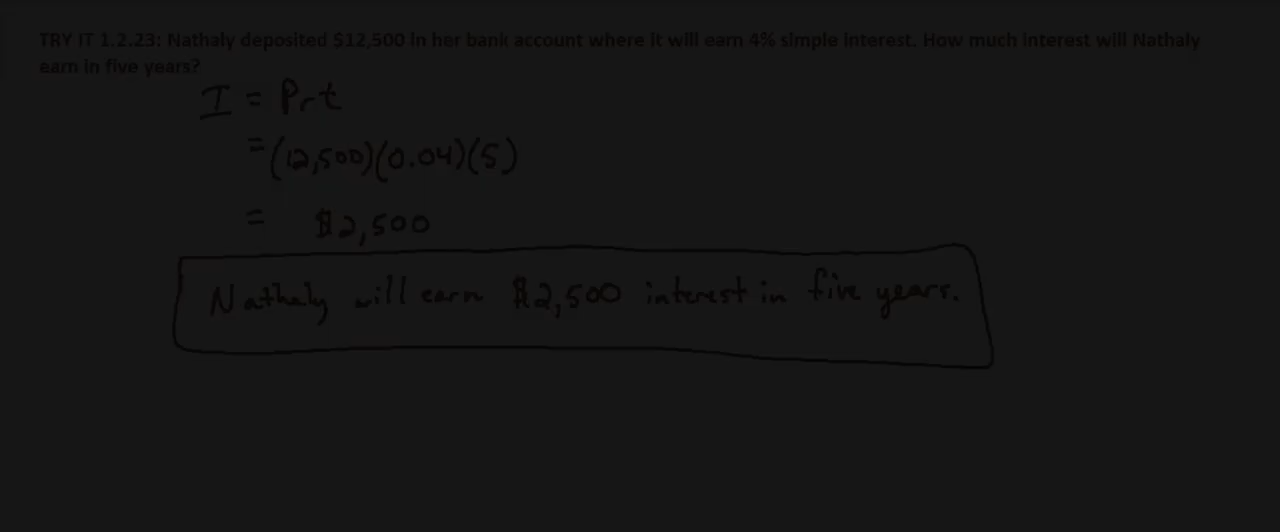 TRY IT 1.2.23: Nathaly deposited $12,500 in her bank account where it will earn 4% simple interest. How much interest will Nathaly
earn in five years?
I = Prt
= (12,500)(0.04)(5)
= $2,500
Nathaly will earn $2,500 interest in five years.